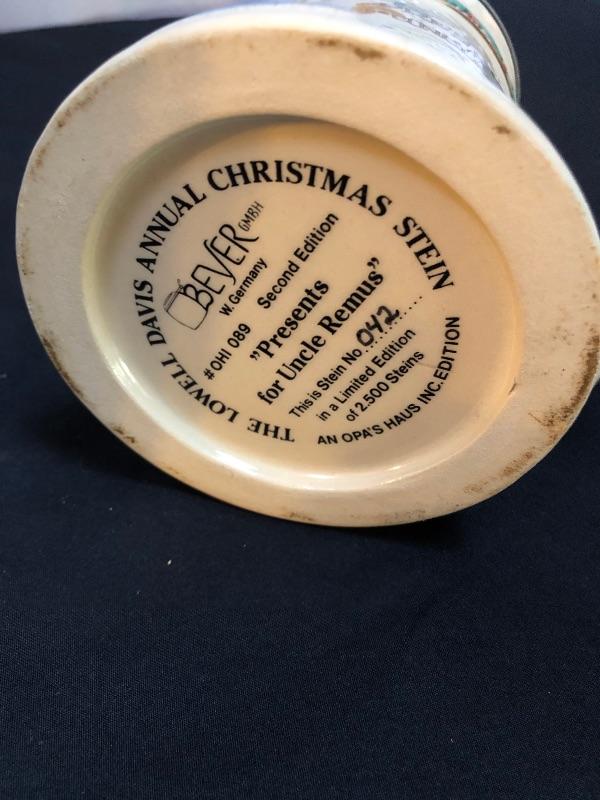 THE LOWELL DAVIS ANNUAL CHRISTMAS STEIN
BEVER GMBH
W. Germany
#OHI 089 Second Edition
"Presents
for Uncle Remus"
This is Stein No. 042
in a Limited Edition
of 2.500 Steins
AN OPA'S HAUS INC. EDITION